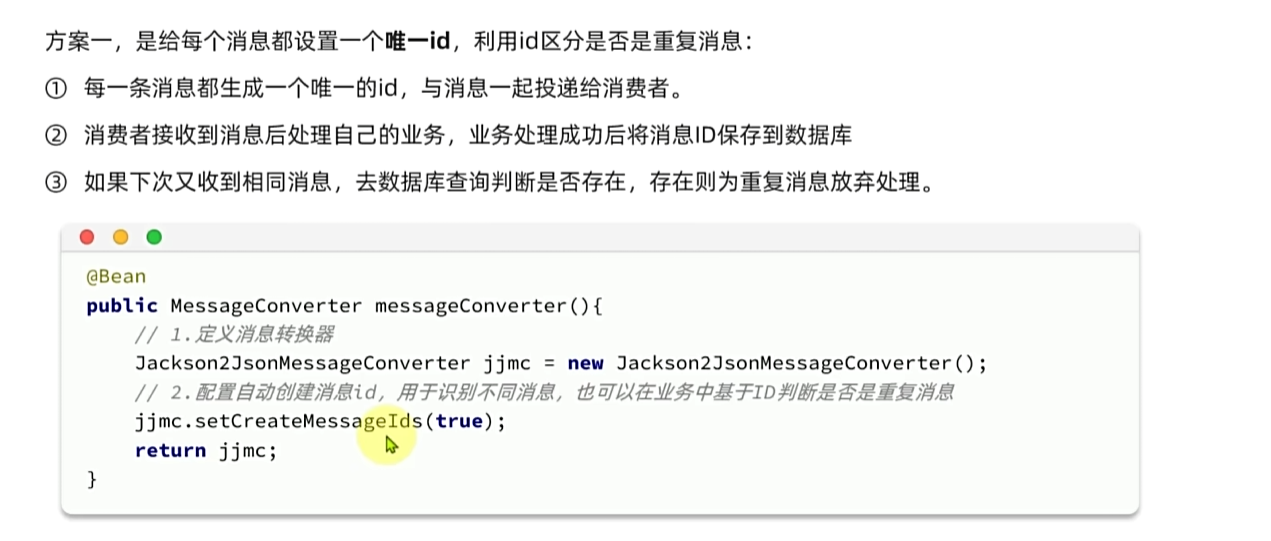 方案一，是给每个消息都设置一个唯一id，利用id区分是否是重复消息：
① 每一条消息都生成一个唯一的id，与消息一起投递给消费者。
② 消费者接收到消息后处理自己的业务，业务处理成功后将消息ID保存到数据库
③ 如果下次又收到相同消息，去数据库查询判断是否存在，存在则为重复消息放弃处理。
@Bean
public MessageConverter messageConverter(){
// 1.定义消息转换器
Jackson2JsonMessageConverter jjmc = new Jackson2JsonMessageConverter();
// 2.配置自动创建消息id，用于识别不同消息，也可以在业务中基于ID判断是否是重复消息
jjmc.setCreateMessageIds(true);
return jjmc;
}